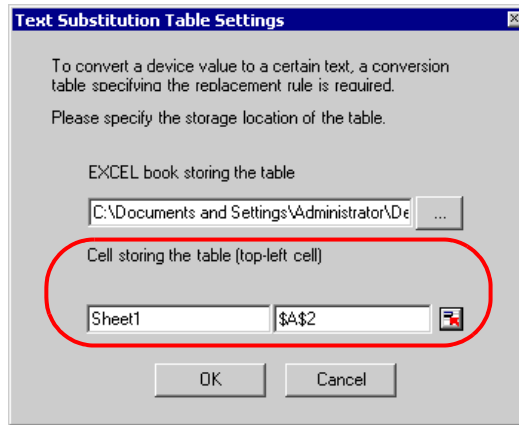 Text Substitution Table Settings
To convert a device value to a certain text, a conversion
table specifying the replacement rule is required.
Please specify the storage location of the table.
EXCEL book storing the table
C:\Documents and Settings\Administrator\De ...
Cell storing the table (top-left cell)
Sheet1 $A$2
OK Cancel